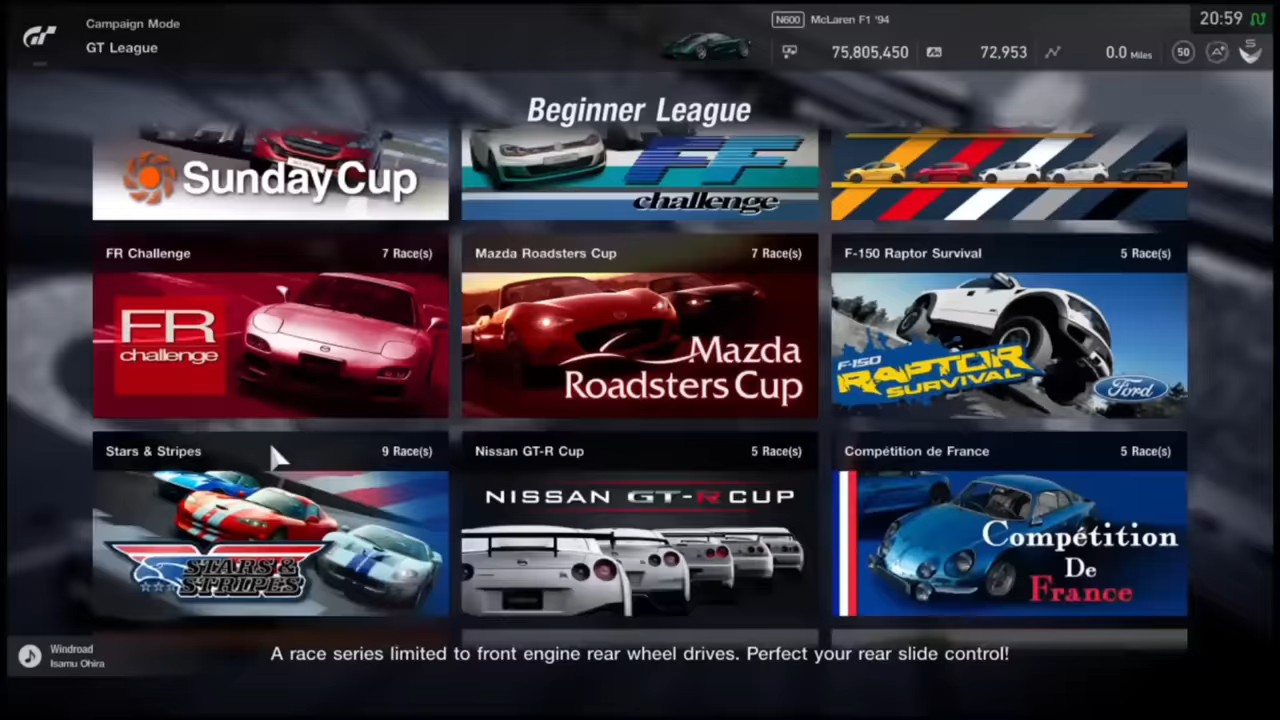 Campaign Mode
GT League
N600 McLaren F1 '94
20:59
75,805,450
72,953
0.0 Miles
50
A+
S
Beginner League
Sunday Cup
FF
challenge
FR Challenge 7 Race(s)
Mazda Roadsters Cup 7 Race(s)
F-150 Raptor Survival 5 Race(s)
FR
challenge
Mazda
Roadsters Cup
F-150
RAPTOR
SURVIVAL
Ford
Stars & Stripes 9 Race(s)
Nissan GT-R Cup 5 Race(s)
Compétition de France 5 Race(s)
STARS &
STRIPES
NISSAN GT-R CUP
Compétition
De
France
Windroad
Isamu Ohira
A race series limited to front engine rear wheel drives. Perfect your rear slide control!